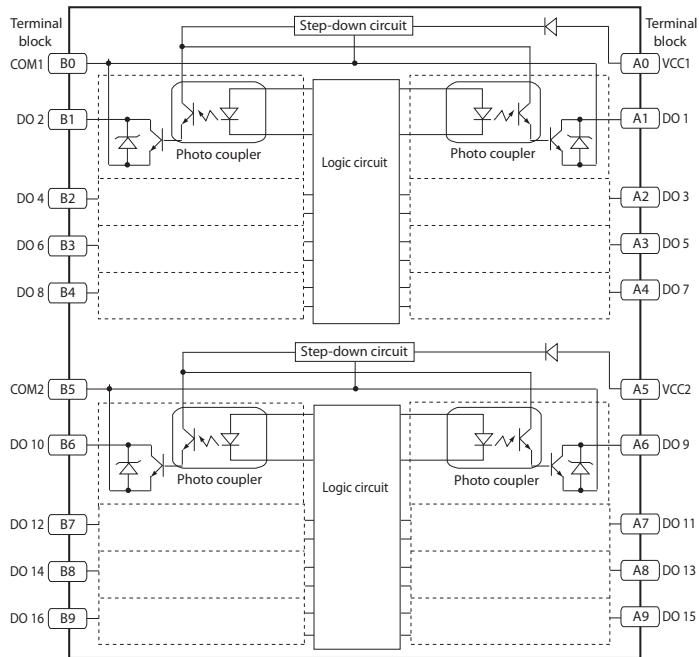 Terminal block
Step-down circuit
Terminal block
COM1 B0
A0 VCC1
DO 2 B1
A1 DO 1
Photo coupler
Logic circuit
Photo coupler
DO 4 B2
A2 DO 3
DO 6 B3
A3 DO 5
DO 8 B4
A4 DO 7
Step-down circuit
COM2 B5
A5 VCC2
DO 10 B6
A6 DO 9
Photo coupler
Logic circuit
Photo coupler
DO 12 B7
A7 DO 11
DO 14 B8
A8 DO 13
DO 16 B9
A9 DO 15